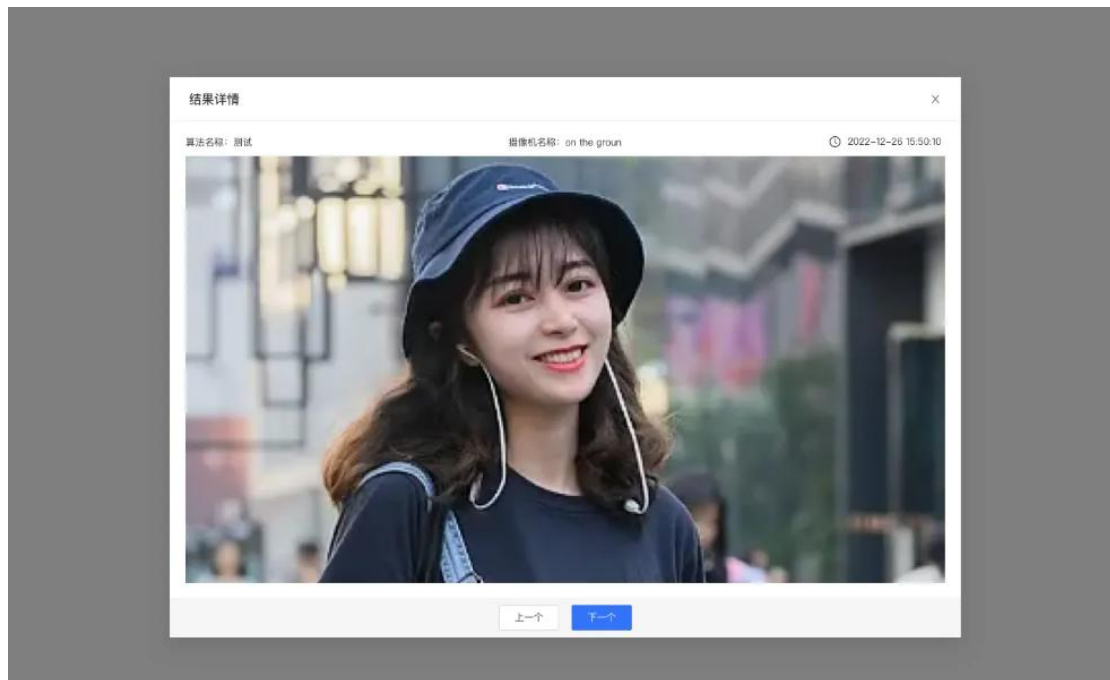 结果详情
算法名称：测试
摄像机名称：on the groun
2022-12-26 15:50:10
上一个
下一个